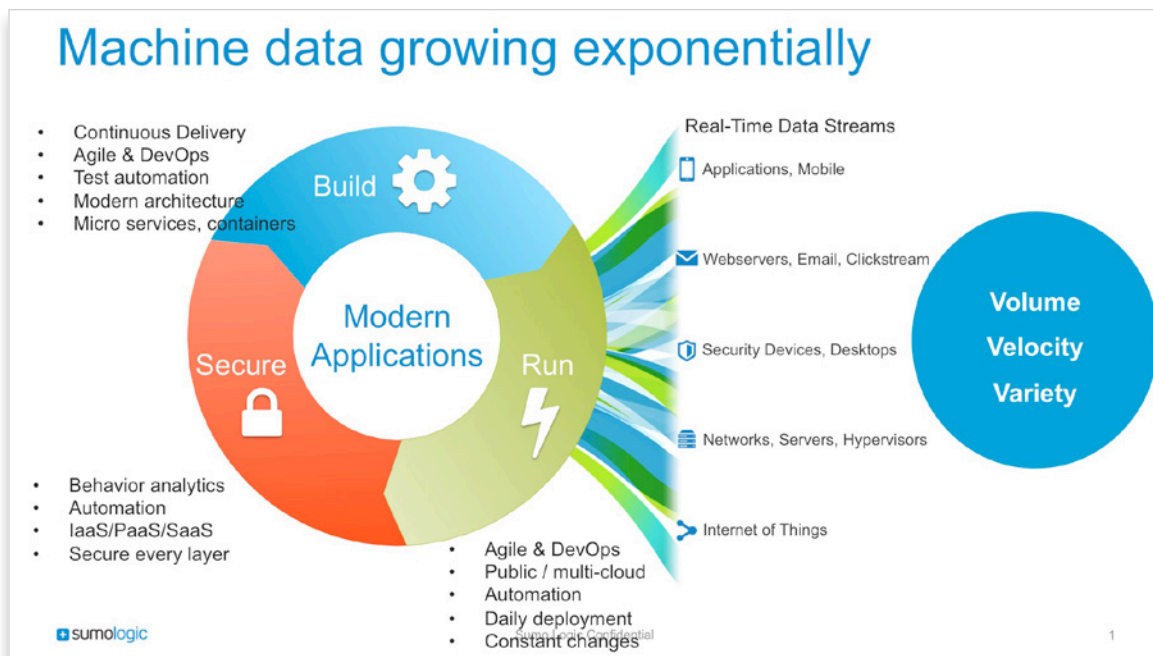 Machine data growing exponentially
• Continuous Delivery
• Agile & DevOps
• Test automation
• Modern architecture
• Micro services, containers
Build
Modern
Applications
Secure
Run
• Behavior analytics
• Automation
• IaaS/PaaS/SaaS
• Secure every layer
• Agile & DevOps
• Public / multi-cloud
• Automation
• Daily deployment
• Constant changes
Real-Time Data Streams
Applications, Mobile
Webservers, Email, Clickstream
Security Devices, Desktops
Networks, Servers, Hypervisors
Internet of Things
Volume
Velocity
Variety
sumologic
Sumo Logic Confidential
1